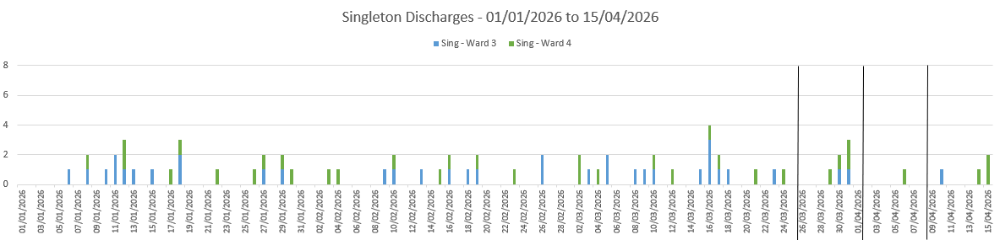 Singleton Discharges - 01/01/2026 to 15/04/2026
Sing - Ward 3 Sing - Ward 4
8
6
4
2
0
01/01/2026 03/01/2026 05/01/2026 07/01/2026 09/01/2026 11/01/2026 13/01/2026 15/01/2026 17/01/2026 19/01/2026 21/01/2026 23/01/2026 25/01/2026 27/01/2026 29/01/2026 31/01/2026 02/02/2026 04/02/2026 06/02/2026 08/02/2026 10/02/2026 12/02/2026 14/02/2026 16/02/2026 18/02/2026 20/02/2026 22/02/2026 24/02/2026 26/02/2026 28/02/2026 02/03/2026 04/03/2026 06/03/2026 08/03/2026 10/03/2026 12/03/2026 14/03/2026 16/03/2026 18/03/2026 20/03/2026 22/03/2026 24/03/2026 26/03/2026 28/03/2026 30/03/2026 01/04/2026 03/04/2026 05/04/2026 07/04/2026 09/04/2026 11/04/2026 13/04/2026 15/04/2026